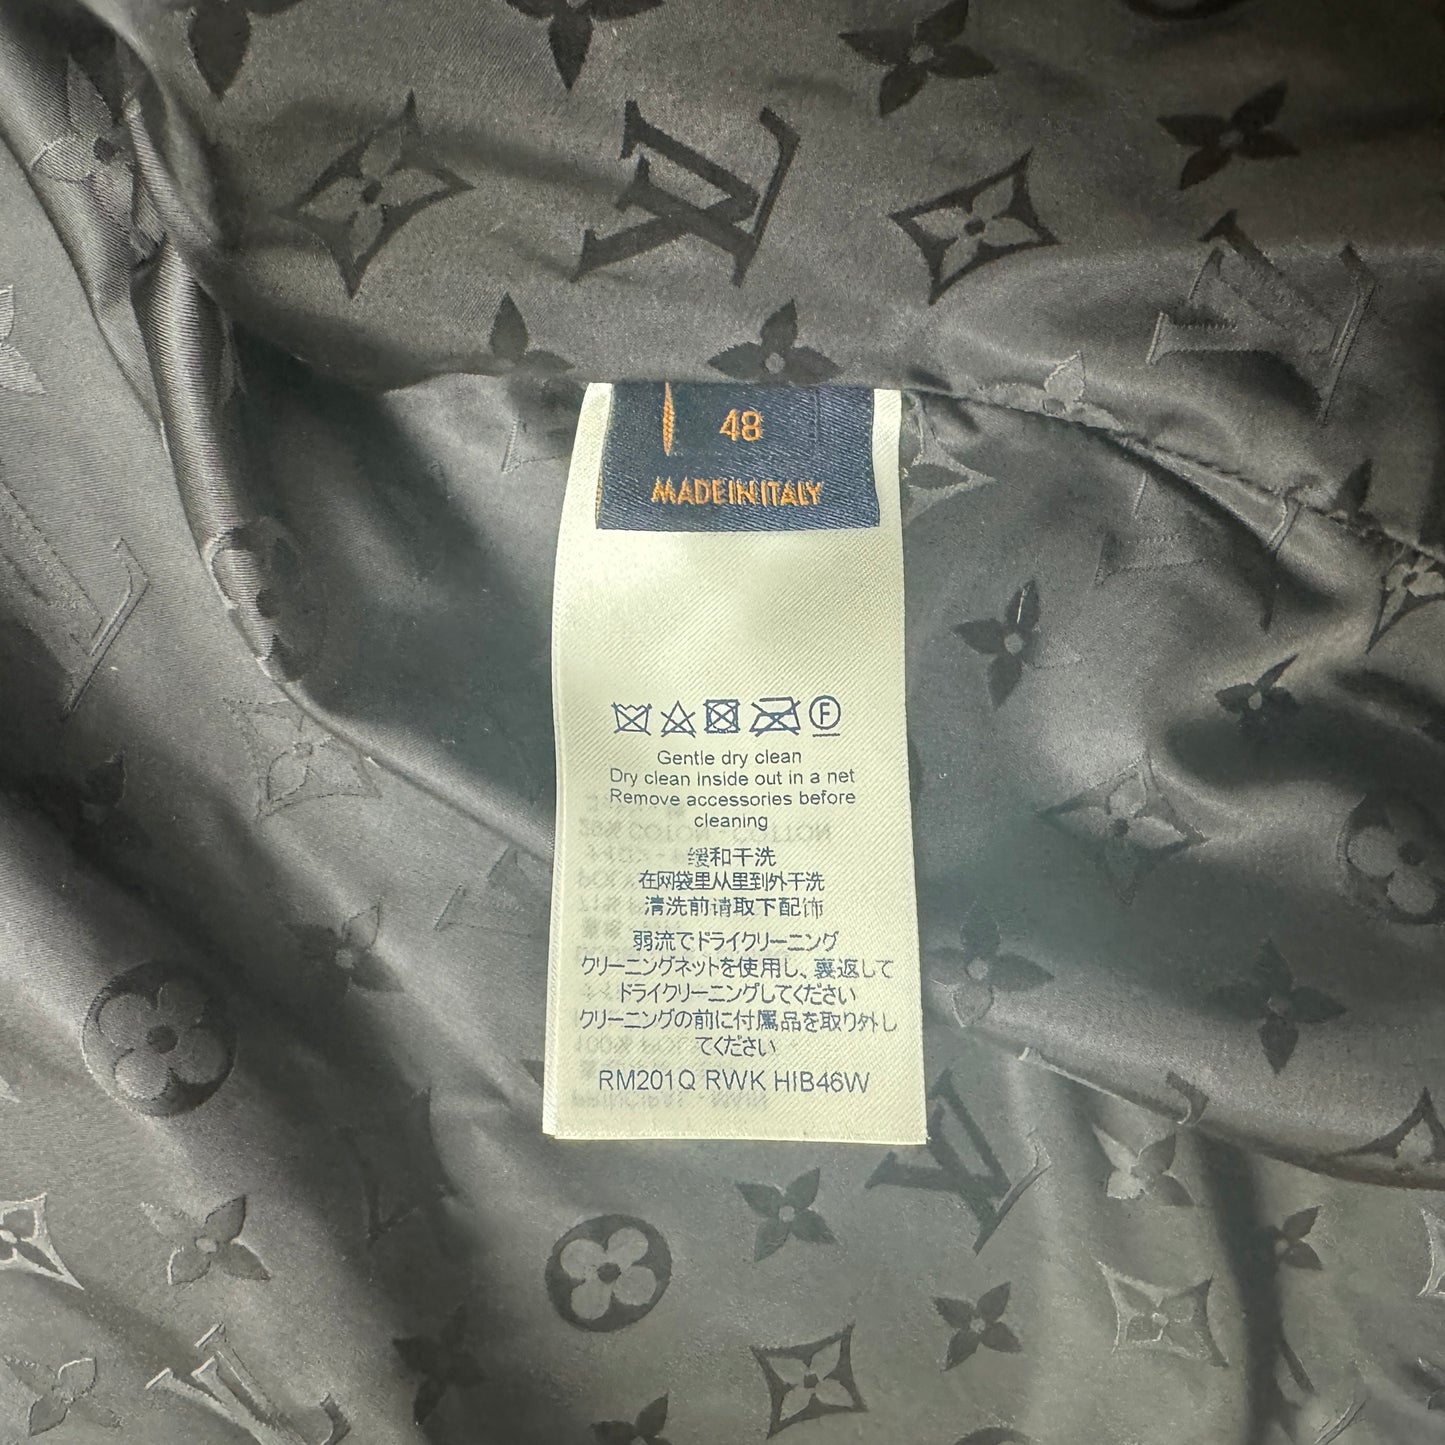 48
MADE IN ITALY
F
Gentle dry clean
Dry clean inside out in a net
Remove accessories before
cleaning
缓和干洗
在网袋里从里到外干洗
清洗前请取下配饰
弱流でドライクリーニング
クリーニングネットを使用し、裏返して
ドライクリーニングしてください
クリーニングの前に付属品を取り外し
てください
RM201Q RWK HIB46W